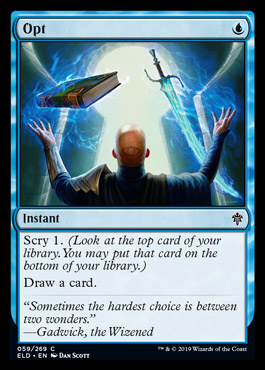 Opt
Instant
Scry 1. (Look at the top card of your
library. You may put that card on the
bottom of your library.)
Draw a card.
“Sometimes the hardest choice is between
two wonders.”
—Gadwick, the Wizened
059/269 C
ELD • EN DAN SCOTT
™ & © 2019 Wizards of the Coast